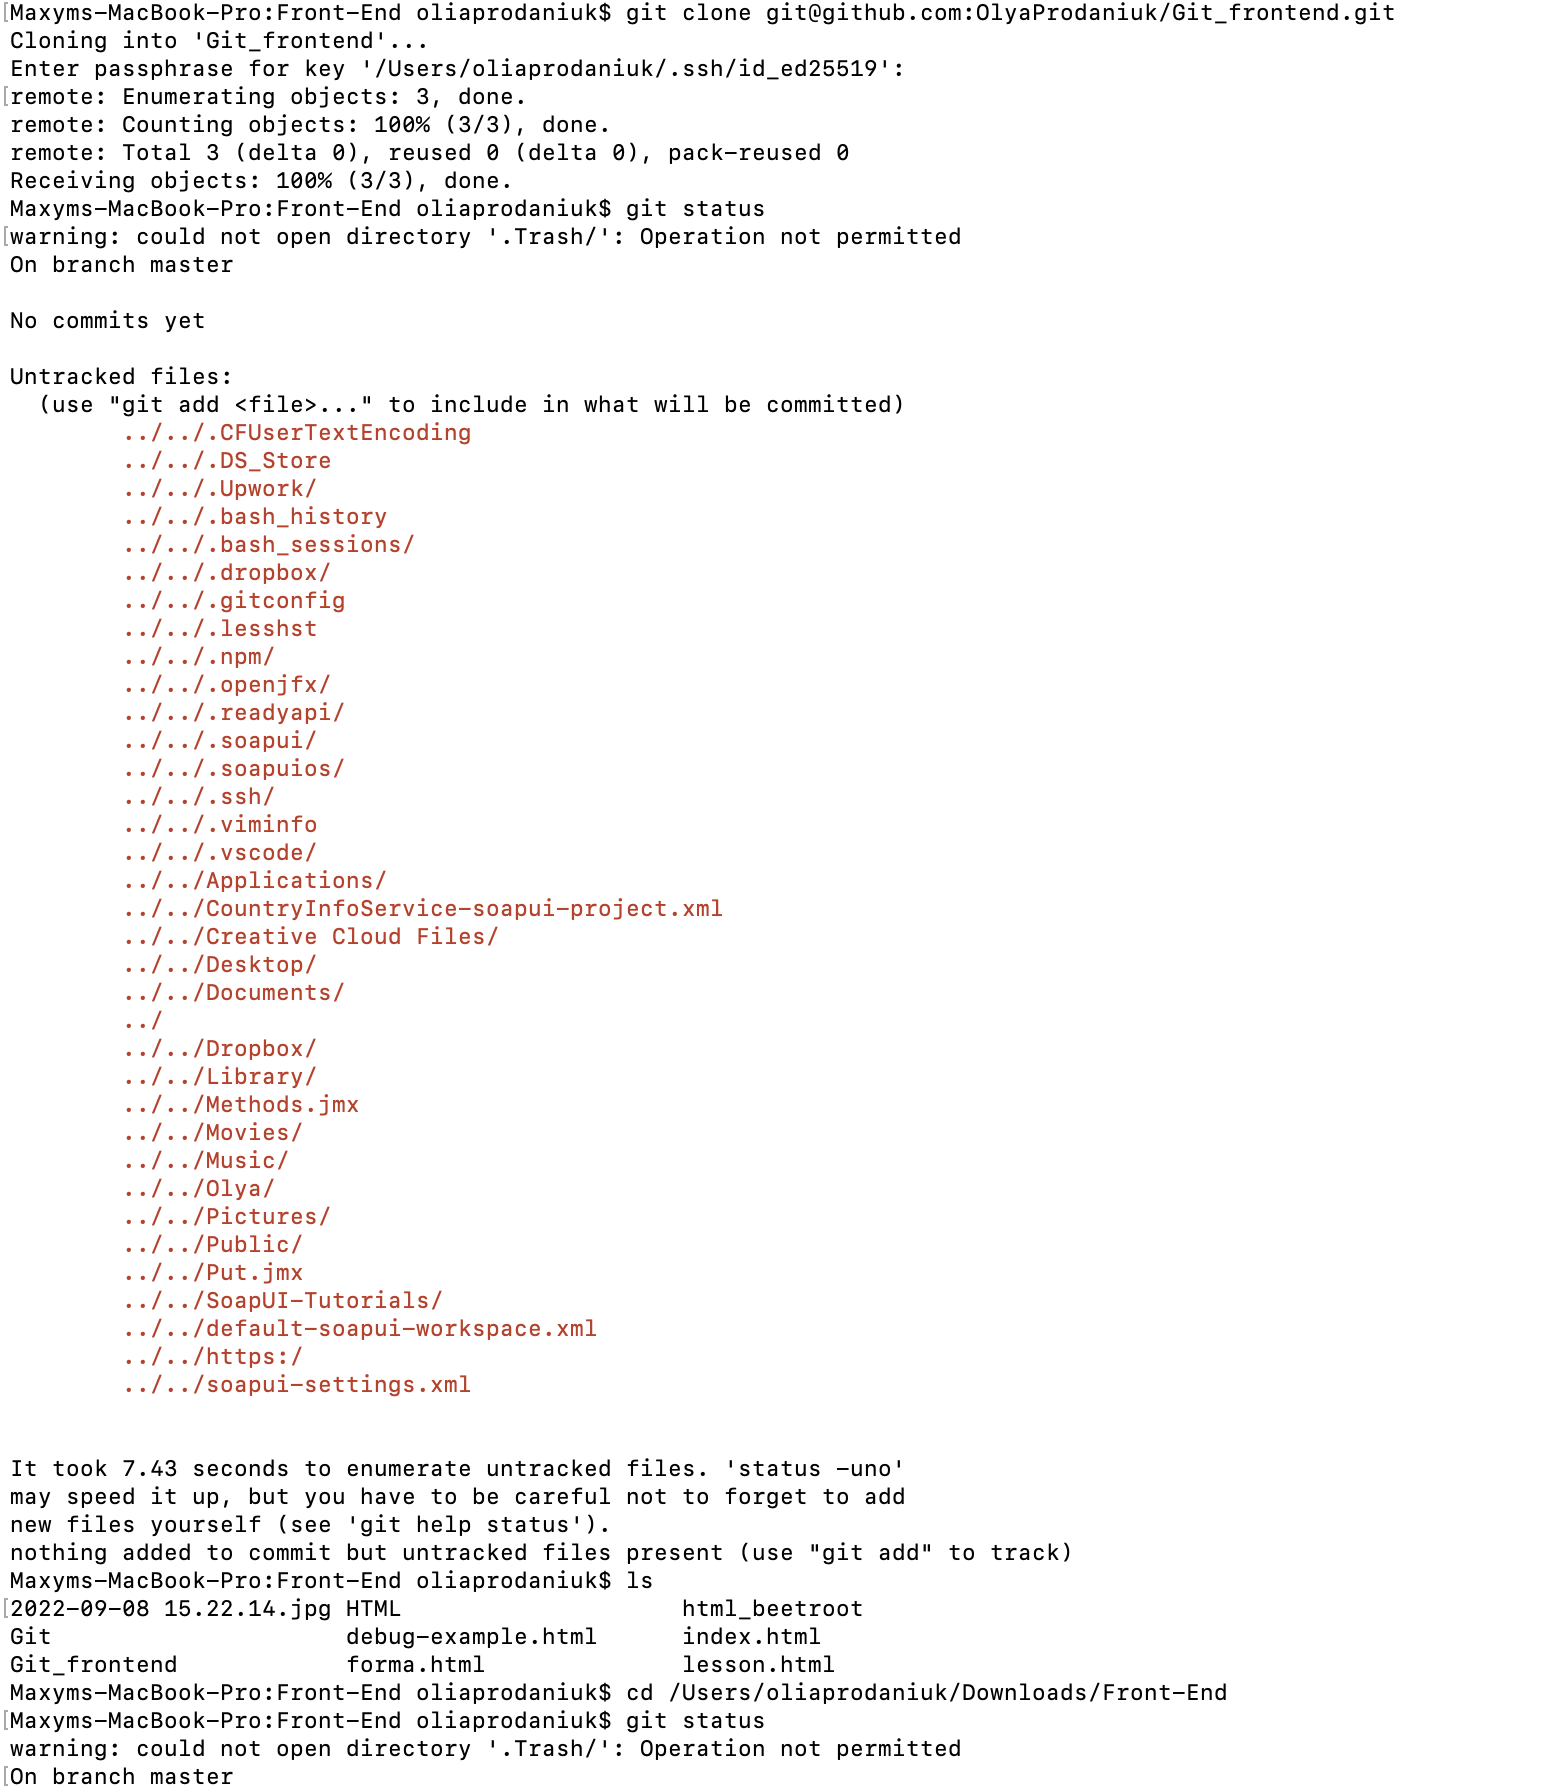 [Maxyms-MacBook-Pro:Front-End oliaprodaniuk$ git clone git@github.com:OlyaProdaniuk/Git_frontend.git
Cloning into 'Git_frontend'...
Enter passphrase for key '/Users/oliaprodaniuk/.ssh/id_ed25519':
[remote: Enumerating objects: 3, done.
remote: Counting objects: 100% (3/3), done.
remote: Total 3 (delta 0), reused 0 (delta 0), pack-reused 0
Receiving objects: 100% (3/3), done.
Maxyms-MacBook-Pro:Front-End oliaprodaniuk$ git status
[warning: could not open directory '.Trash/': Operation not permitted
On branch master

No commits yet

Untracked files:
  (use "git add <file>..." to include in what will be committed)
        ../../.CFUserTextEncoding
        ../../.DS_Store
        ../../.Upwork/
        ../../.bash_history
        ../../.bash_sessions/
        ../../.dropbox/
        ../../.gitconfig
        ../../.lesshst
        ../../.npm/
        ../../.openjfx/
        ../../.readyapi/
        ../../.soapui/
        ../../.soapuios/
        ../../.ssh/
        ../../.viminfo
        ../../.vscode/
        ../../Applications/
        ../../CountryInfoService-soapui-project.xml
        ../../Creative Cloud Files/
        ../../Desktop/
        ../../Documents/
        ../
        ../../Dropbox/
        ../../Library/
        ../../Methods.jmx
        ../../Movies/
        ../../Music/
        ../../Olya/
        ../../Pictures/
        ../../Public/
        ../../Put.jmx
        ../../SoapUI-Tutorials/
        ../../default-soapui-workspace.xml
        ../../https:/
        ../../soapui-settings.xml

It took 7.43 seconds to enumerate untracked files. 'status -uno'
may speed it up, but you have to be careful not to forget to add
new files yourself (see 'git help status').
nothing added to commit but untracked files present (use "git add" to track)
Maxyms-MacBook-Pro:Front-End oliaprodaniuk$ ls
[2022-09-08 15.22.14.jpg HTML                    html_beetroot
Git                     debug-example.html      index.html
Git_frontend            forma.html              lesson.html
Maxyms-MacBook-Pro:Front-End oliaprodaniuk$ cd /Users/oliaprodaniuk/Downloads/Front-End
[Maxyms-MacBook-Pro:Front-End oliaprodaniuk$ git status
warning: could not open directory '.Trash/': Operation not permitted
[On branch master